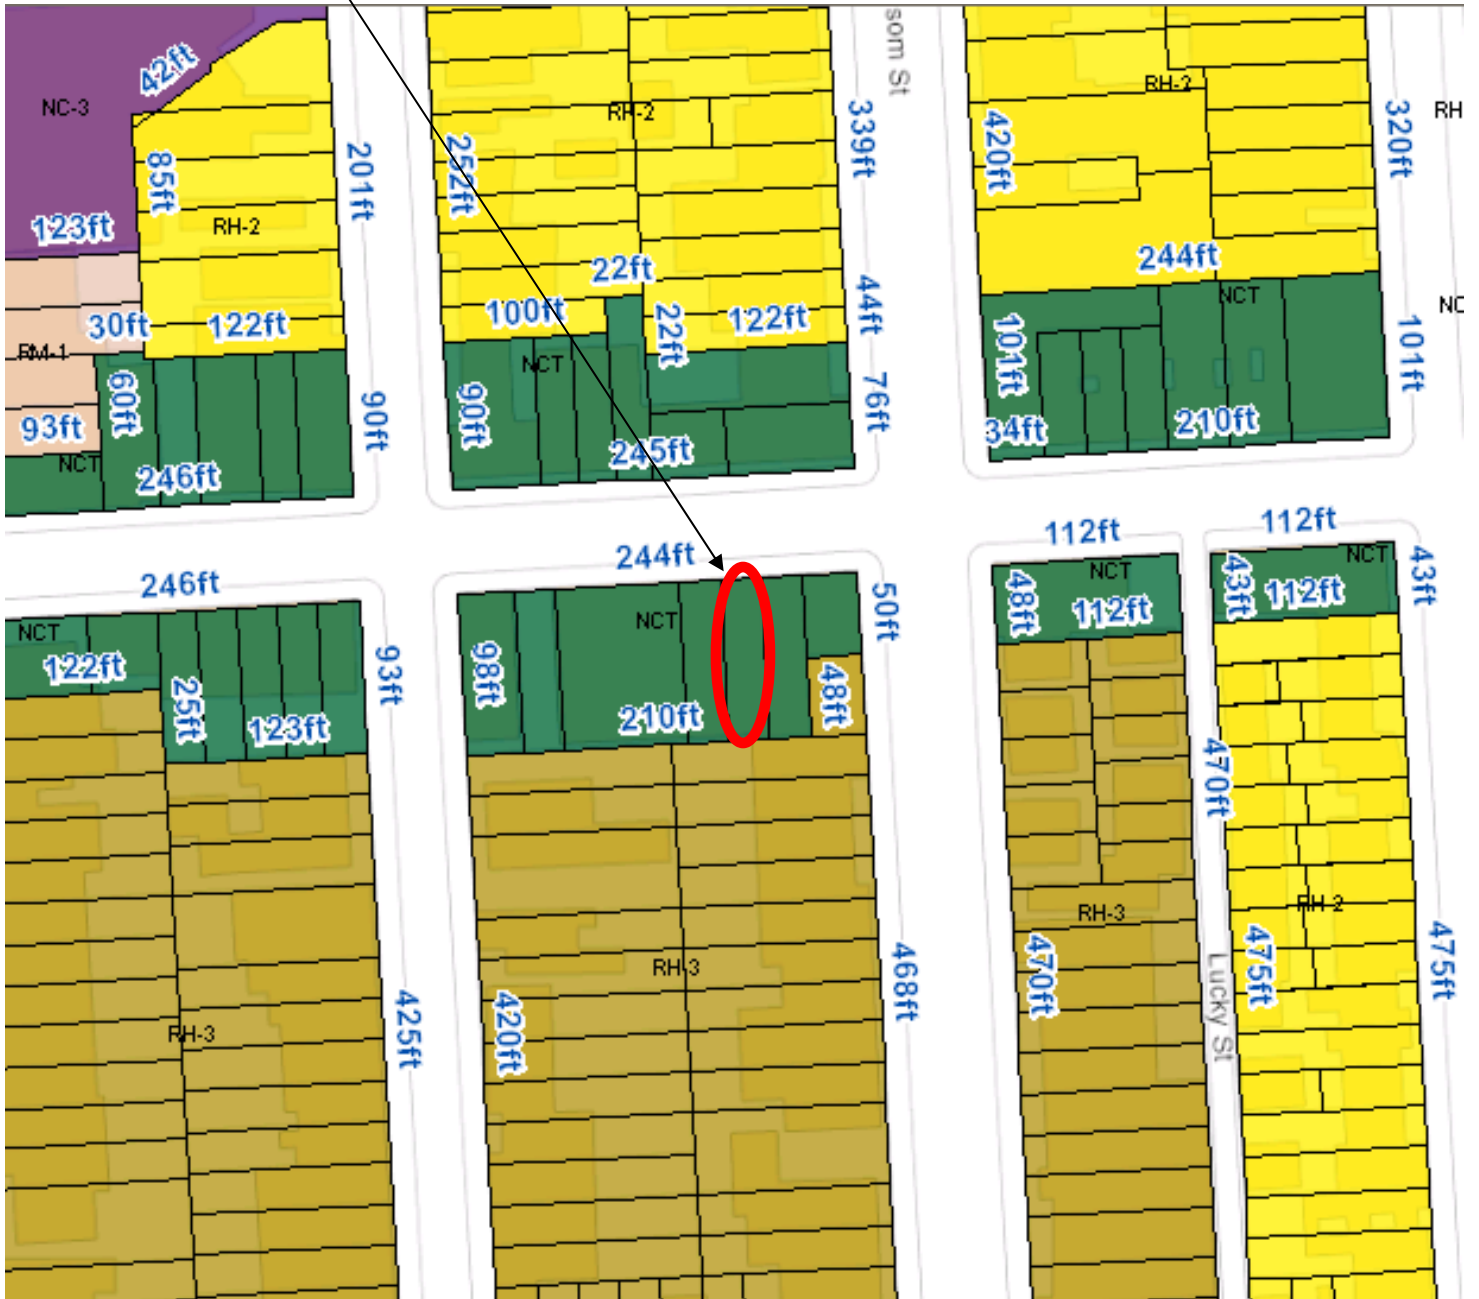 som St
42ft
NC-3
RH-2
RH-2
RH
339ft
320ft
420ft
252ft
201ft
85ft
123ft
RH-2
244ft
22ft
44ft
NCT
NC
100ft
122ft
22ft
30ft
122ft
101ft
101ft
RM-1
NCT
60ft
90ft
90ft
76ft
93ft
34ft
210ft
245ft
NCT
246ft
112ft
112ft
244ft
NCT
NCT
43ft
43ft
246ft
48ft
112ft
112ft
50ft
NCT
NCT
122ft
93ft
98ft
48ft
25ft
123ft
210ft
470ft
RH-3
RH-2
RH-3
468ft
470ft
475ft
475ft
420ft
425ft
RH-3
Lucky St